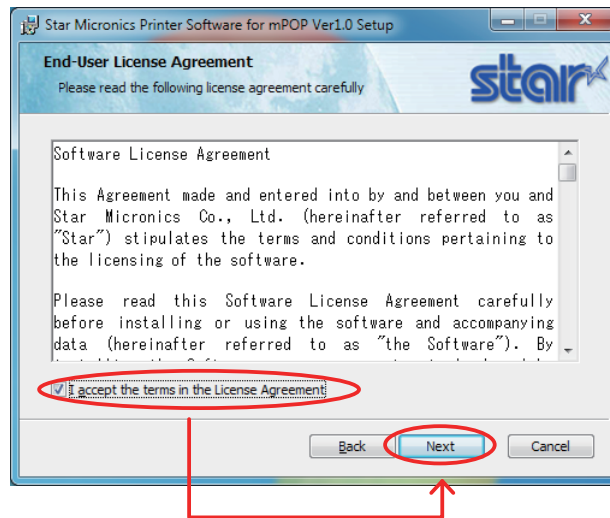 Star Micronics Printer Software for mPOP Ver1.0 Setup
End-User License Agreement
Please read the following license agreement carefully
star
Software License Agreement
This Agreement made and entered into by and between you and
Star Micronics Co., Ltd. (hereinafter referred to as
"Star") stipulates the terms and conditions pertaining to
the licensing of the software.
Please read this Software License Agreement carefully
before installing or using the software and accompanying
data (hereinafter referred to as "the Software"). By
I accept the terms in the License Agreement
Back
Next
Cancel